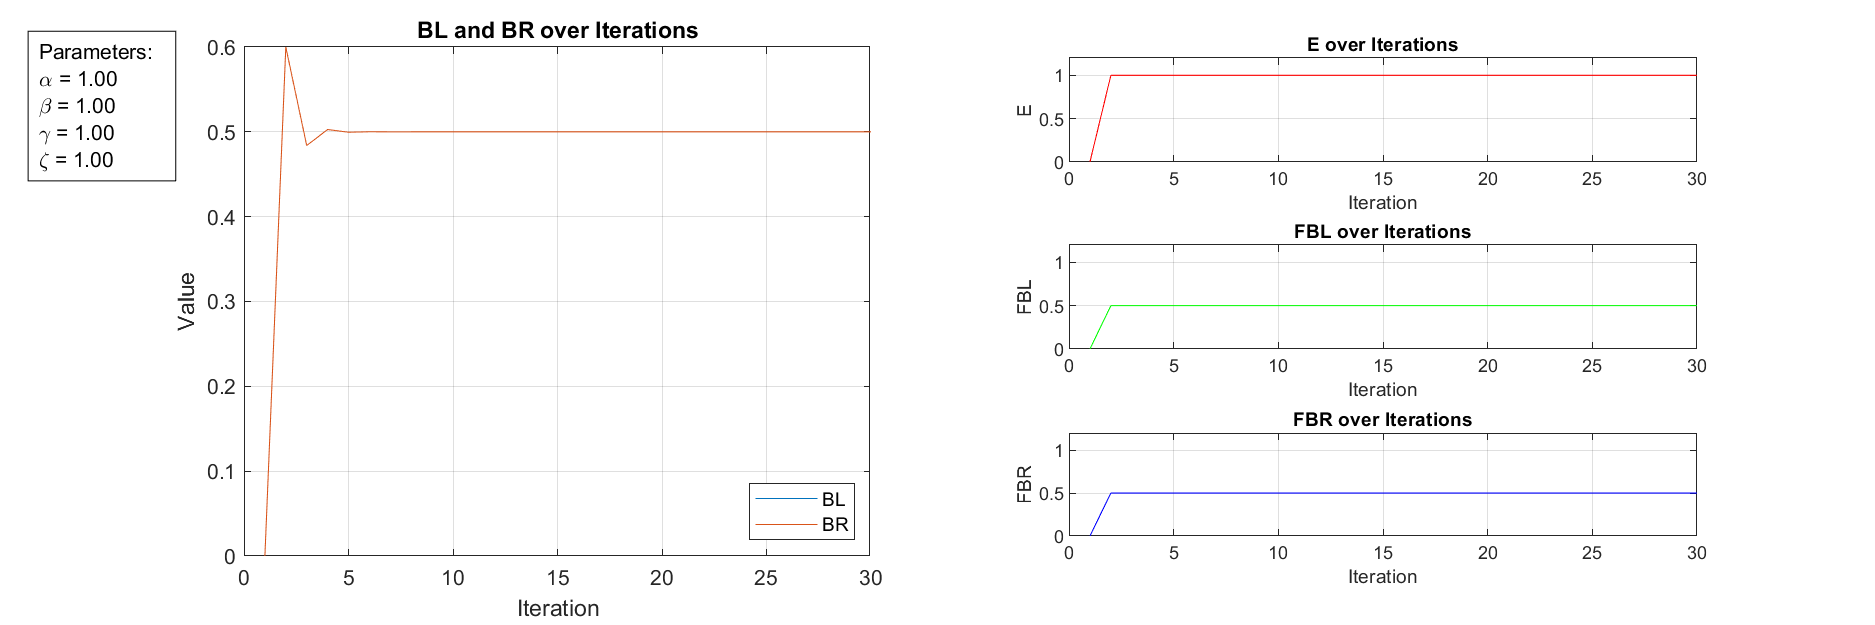 Parameters:
α = 1.00
β = 1.00
γ = 1.00
ζ = 1.00
BL and BR over Iterations
0.6
0.5
0.4
0.3
0.2
0.1
0
Value
0 5 10 15 20 25 30
Iteration
BL
BR
E over Iterations
1
0.5
0
E
0 5 10 15 20 25 30
Iteration
FBL over Iterations
1
0.5
0
FBL
0 5 10 15 20 25 30
Iteration
FBR over Iterations
1
0.5
0
FBR
0 5 10 15 20 25 30
Iteration